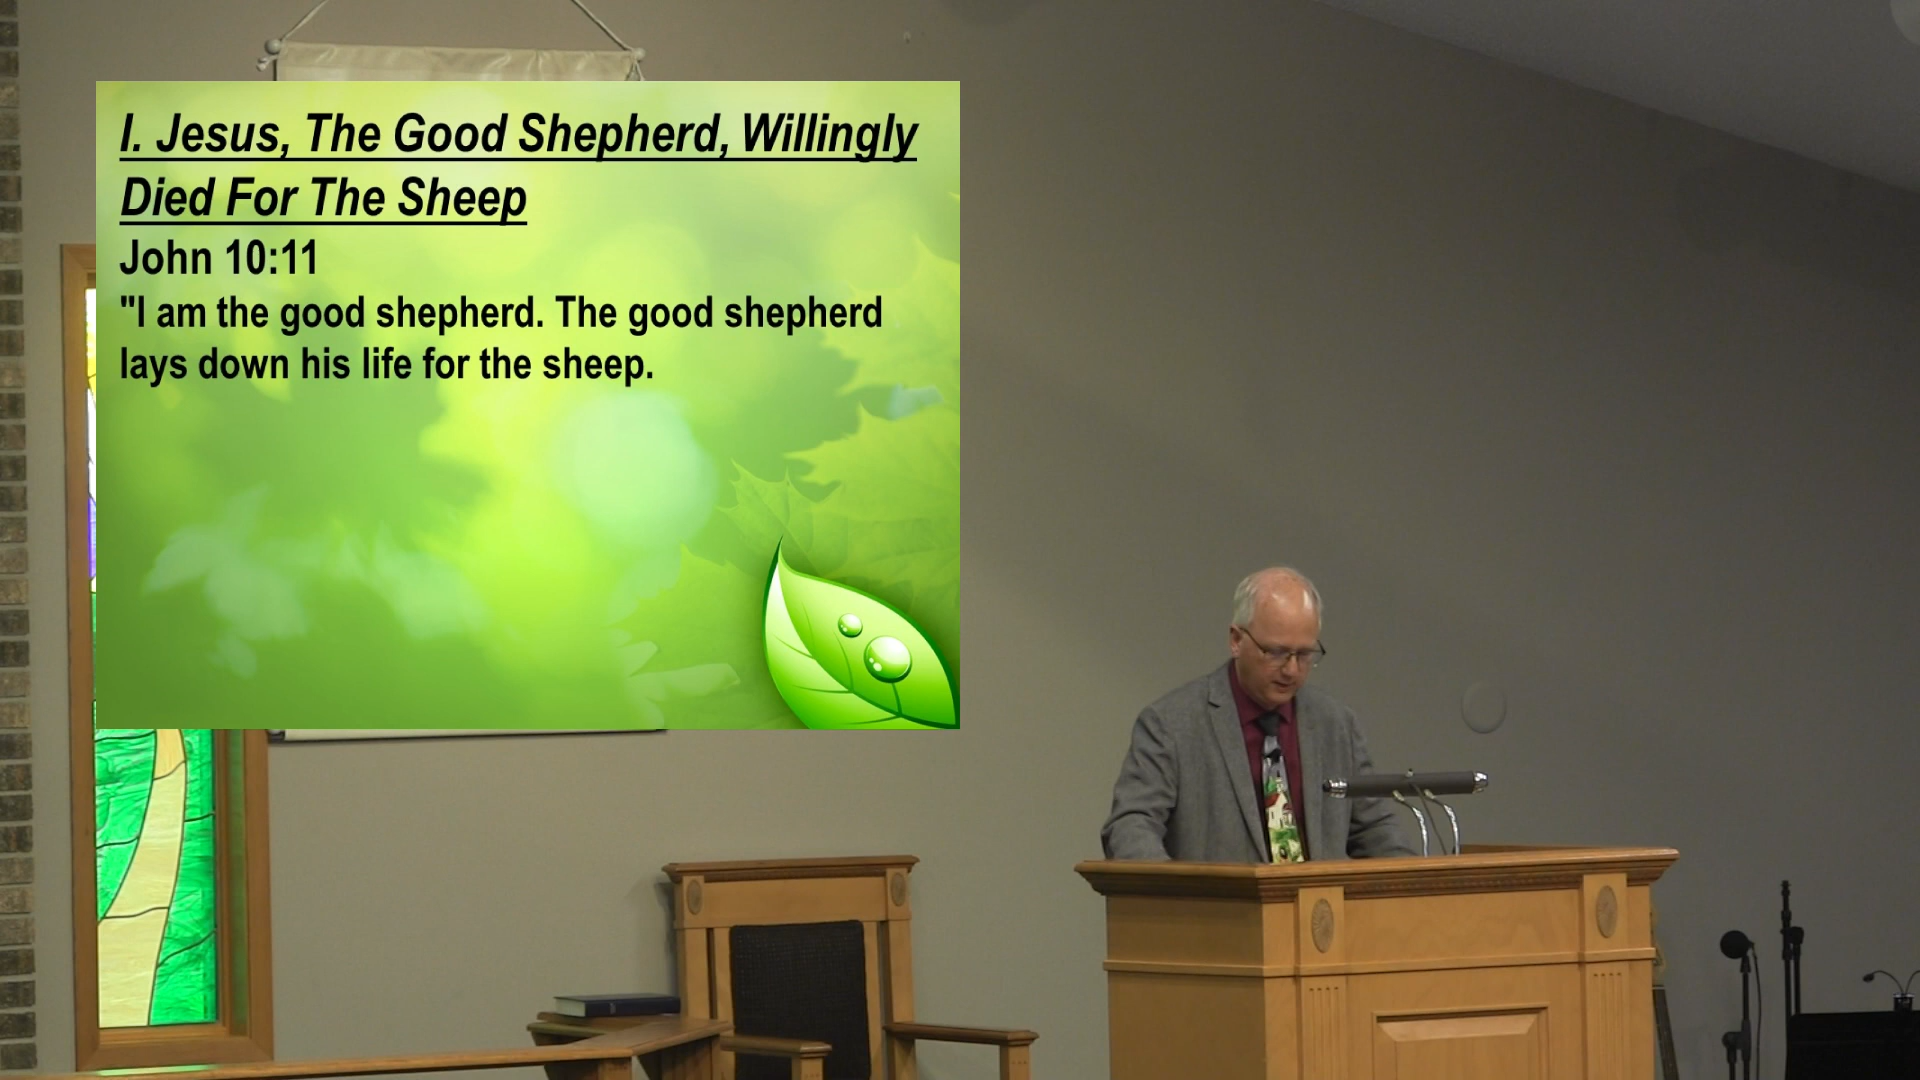 I. Jesus, The Good Shepherd, Willingly
Died For The Sheep
John 10:11
"I am the good shepherd. The good shepherd
lays down his life for the sheep.